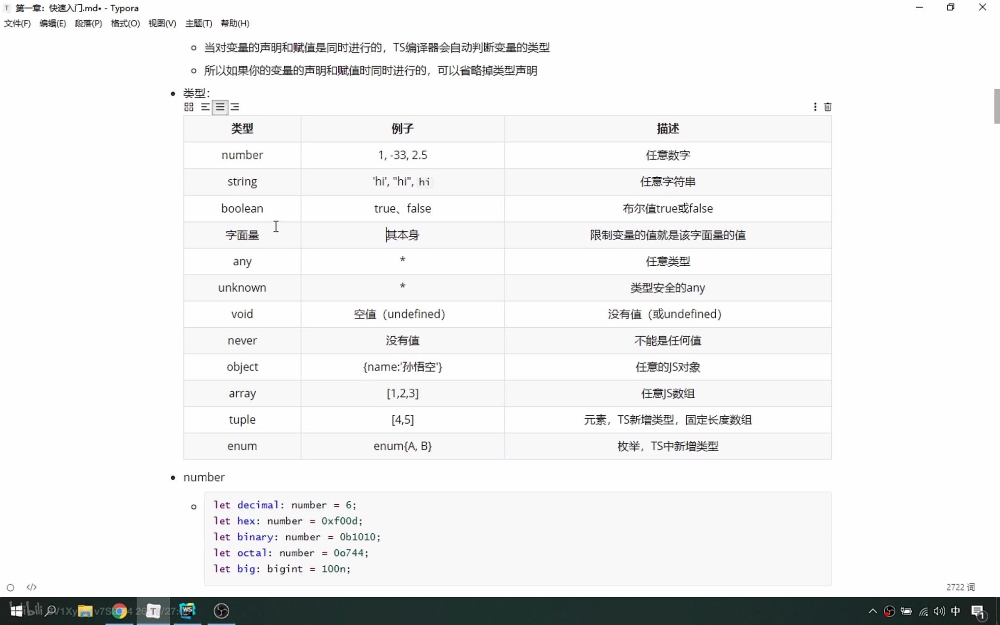 第一章：快速入门.md• - Typora
文件(F) 编辑(E) 段落(P) 格式(O) 视图(V) 主题(T) 帮助(H)
当对变量的声明和赋值是同时进行的，TS编译器会自动判断变量的类型
所以如果你的变量的声明和赋值时同时进行的，可以省略掉类型声明
类型：
类型 例子 描述
number 1, -33, 2.5 任意数字
string 'hi', "hi", hi 任意字符串
boolean true、false 布尔值true或false
字面量 其本身 限制变量的值就是该字面量的值
any * 任意类型
unknown * 类型安全的any
void 空值（undefined） 没有值（或undefined）
never 没有值 不能是任何值
object {name:'孙悟空'} 任意的JS对象
array [1,2,3] 任意JS数组
tuple [4,5] 元素，TS新增类型，固定长度数组
enum enum{A, B} 枚举，TS中新增类型
number
let decimal: number = 6;
let hex: number = 0xf00d;
let binary: number = 0b1010;
let octal: number = 0o744;
let big: bigint = 100n;
</> 2722 词
bilibili T WS 中 1